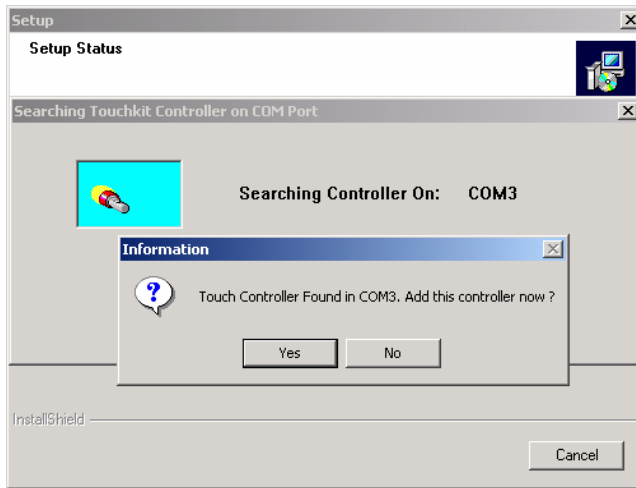 Setup
Setup Status
Searching Touchkit Controller on COM Port
Searching Controller On: COM3
Information
Touch Controller Found in COM3. Add this controller now ?
Yes No
InstallShield
Cancel